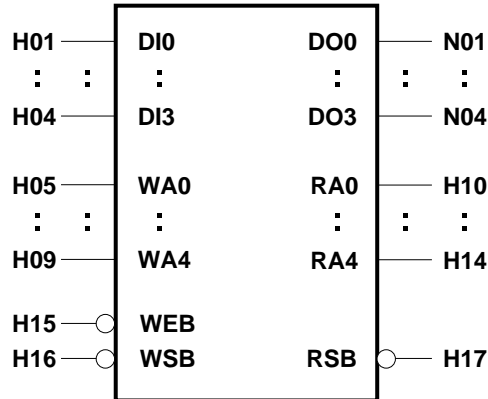 H01 DI0 DO0 N01
: : : : : :
H04 DI3 DO3 N04
H05 WA0 RA0 H10
: : : : : :
H09 WA4 RA4 H14
H15 WEB
H16 WSB RSB H17